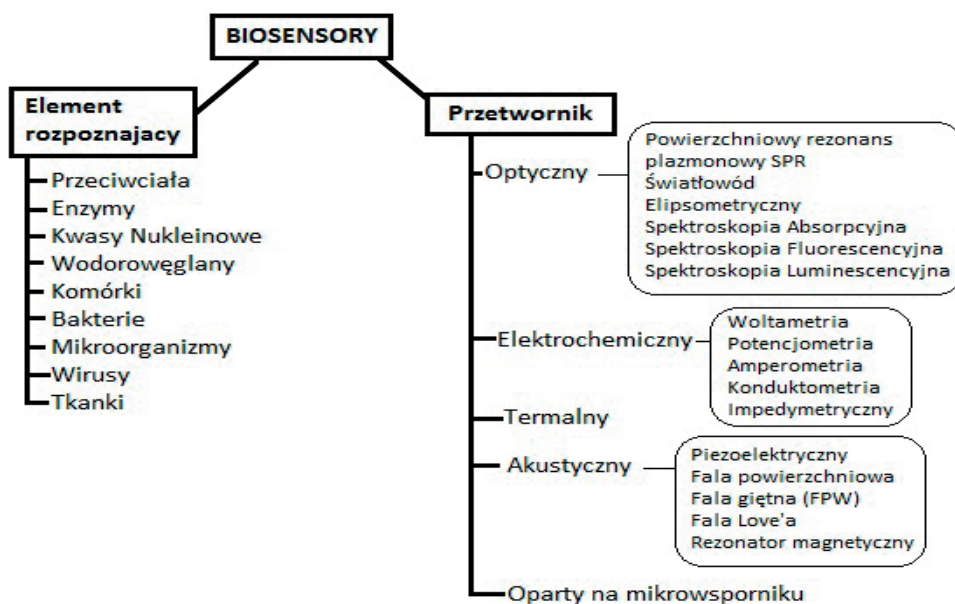 BIOSENSORY
Element
rozpoznajacy
Przeciwciała
Enzymy
Kwasy Nukleinowe
Wodorowęglany
Komórki
Bakterie
Mikroorganizmy
Wirusy
Tkanki
Przetwornik
Optyczny
Powierzchniowy rezonans
plazmonowy SPR
Światłowód
Elipsometryczny
Spektroskopia Absorpcyjna
Spektroskopia Fluorescencyjna
Spektroskopia Luminescencyjna
Elektrochemiczny
Woltametria
Potencjometria
Amperometria
Konduktometria
Impedymetryczny
Termalny
Akustyczny
Piezoelektryczny
Fala powierzchniowa
Fala giętna (FPW)
Fala Love'a
Rezonator magnetyczny
Oparty na mikrowsporniku